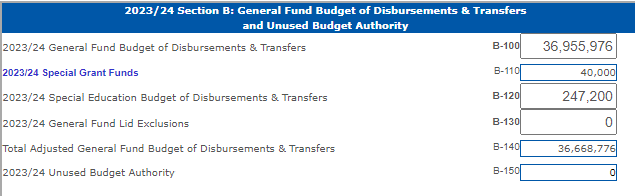 2023/24 Section B: General Fund Budget of Disbursements & Transfers
and Unused Budget Authority
2023/24 General Fund Budget of Disbursements & Transfers B-100 36,955,976
2023/24 Special Grant Funds B-110 40,000
2023/24 Special Education Budget of Disbursements & Transfers B-120 247,200
2023/24 General Fund Lid Exclusions B-130 0
Total Adjusted General Fund Budget of Disbursements & Transfers B-140 36,668,776
2023/24 Unused Budget Authority B-150 0